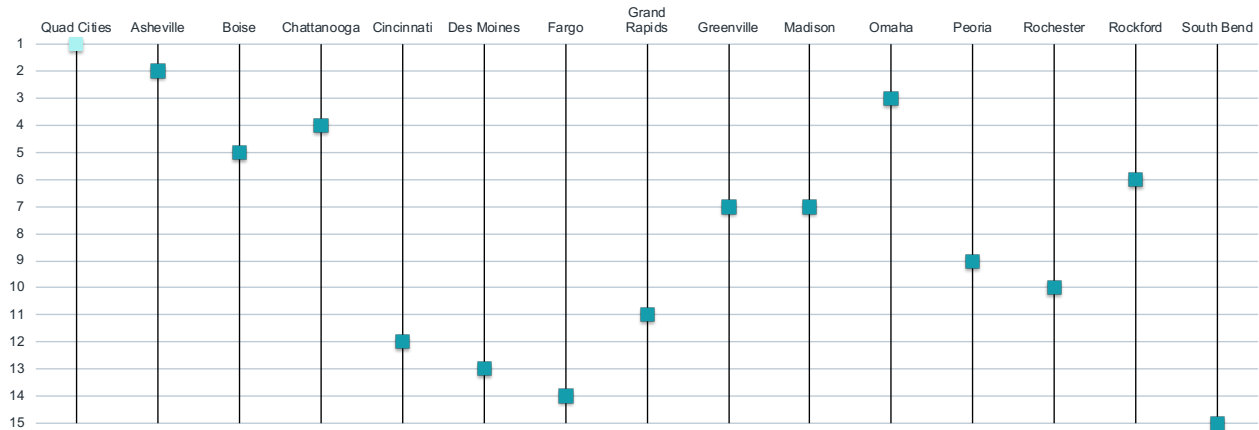 Quad Cities
Asheville
Boise
Chattanooga
Cincinnati
Des Moines
Fargo
Grand
Rapids
Greenville
Madison
Omaha
Peoria
Rochester
Rockford
South Bend
1
2
3
4
5
6
7
8
9
10
11
12
13
14
15